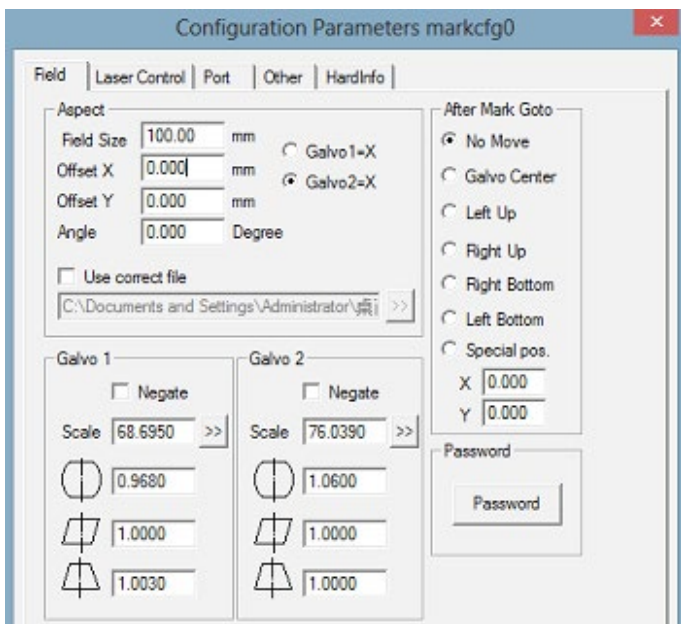 Configuration Parameters markcfg0
Field
Laser Control
Port
Other
HardInfo
Aspect
Field Size 100.00 mm
Offset X 0.000 mm
Offset Y 0.000 mm
Angle 0.000 Degree
Galvo1=X
Galvo2=X
Use correct file
C:\Documents and Settings\Administrator\桌 >>
Galvo 1
Negate
Scale 68.6950 >>
0.9680
1.0000
1.0030
Galvo 2
Negate
Scale 76.0390 >>
1.0600
1.0000
1.0000
After Mark Goto
No Move
Galvo Center
Left Up
Right Up
Right Bottom
Left Bottom
Special pos.
X 0.000
Y 0.000
Password
Password